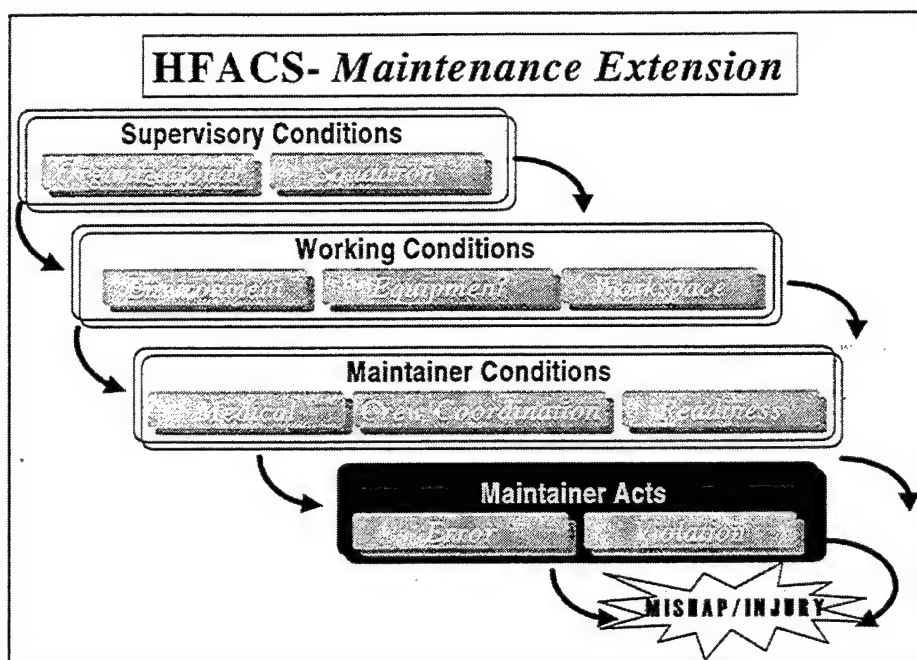 HFACS- Maintenance Extension
Supervisory Conditions
Organizational Squadron
Working Conditions
Environment Equipment Workspace
Maintainer Conditions
Medical Crew Coordination Readiness
Maintainer Acts
Error Violation
MISHAP/INJURY